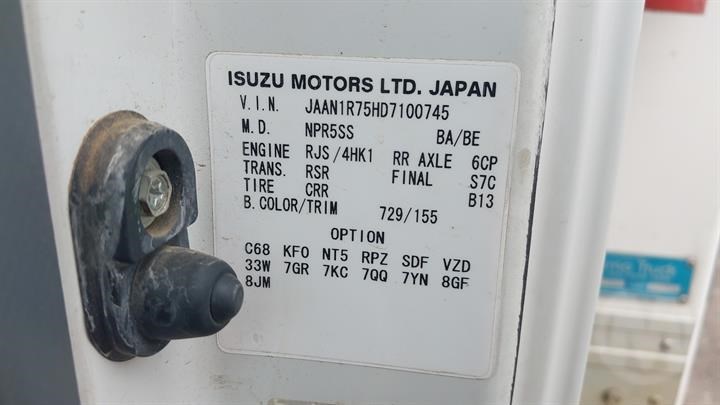 ISUZU MOTORS LTD. JAPAN
V.I.N. JAAN1R75HD7100745
M.D. NPR5SS BA/BE
ENGINE RJS/4HK1 RR AXLE 6CP
TRANS. RSR FINAL S7C
TIRE CRR B13
B.COLOR/TRIM 729/155
OPTION
C68 KF0 NT5 RPZ SDF VZD
33W 7GR 7KC 7QQ 7YN 8GF
8JM